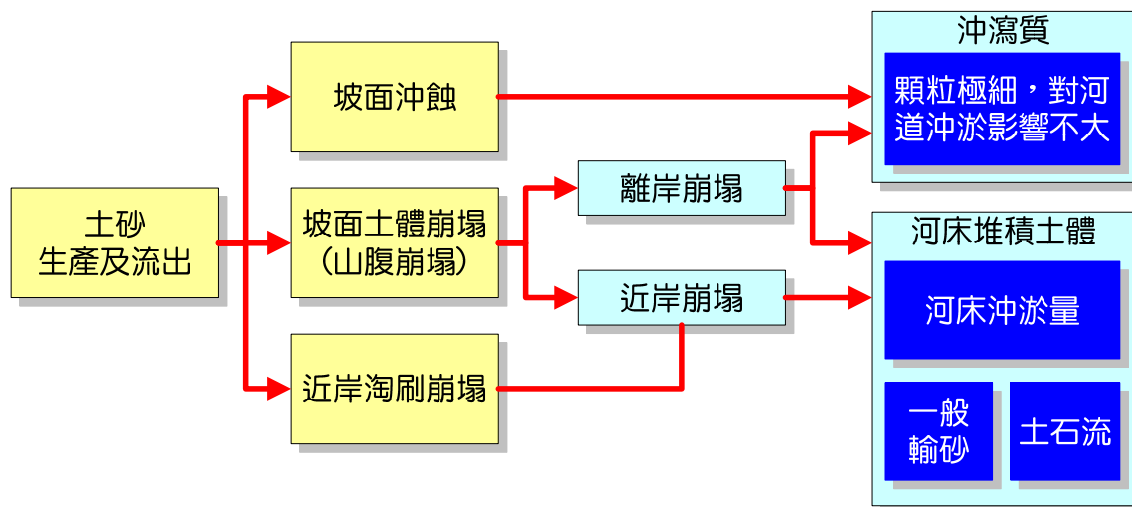 土砂
生產及流出
坡面沖蝕
坡面土體崩塌
(山腹崩塌)
近岸淘刷崩塌
離岸崩塌
近岸崩塌
沖瀉質
顆粒極細，對河
道沖淤影響不大
河床堆積土體
河床沖淤量
一般
輸砂
土石流